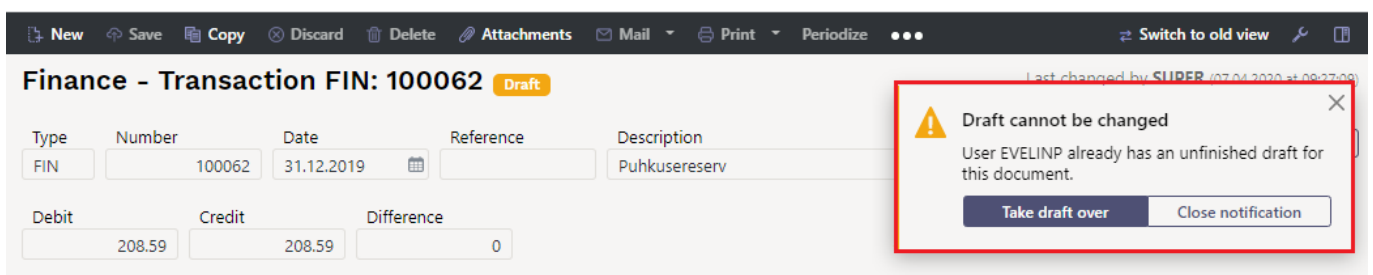 New Save Copy Discard Delete Attachments Mail Print Periodize Switch to old view
Finance - Transaction FIN: 100062 Draft
Last changed by SUPER (07.04.2020 at 09:27:09)
Type Number Date Reference Description
FIN 100062 31.12.2019 Puhkusereserv
Debit Credit Difference
208.59 208.59 0
Draft cannot be changed
User EVELINP already has an unfinished draft for
this document.
Take draft over Close notification